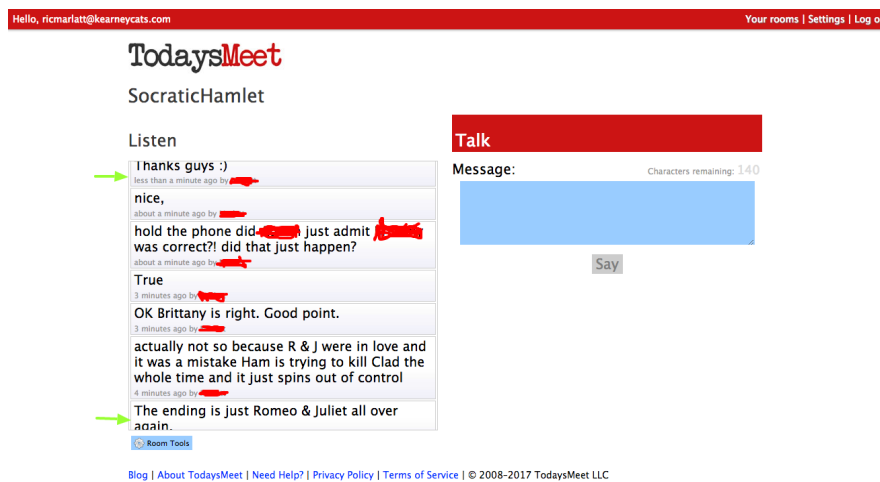 Hello, ricmarlatt@kearneycats.com
Your rooms | Settings | Log o
TodaysMeet
SocraticHamlet
Listen
Thanks guys :)
less than a minute ago by
nice,
about a minute ago by
hold the phone did just admit
was correct?! did that just happen?
about a minute ago by
True
3 minutes ago by
OK Brittany is right. Good point.
3 minutes ago by
actually not so because R & J were in love and
it was a mistake Ham is trying to kill Clad the
whole time and it just spins out of control
4 minutes ago by
The ending is just Romeo & Juliet all over
again.
Room Tools
Talk
Message:
Characters remaining: 140
Say
Blog | About TodaysMeet | Need Help? | Privacy Policy | Terms of Service | © 2008-2017 TodaysMeet LLC